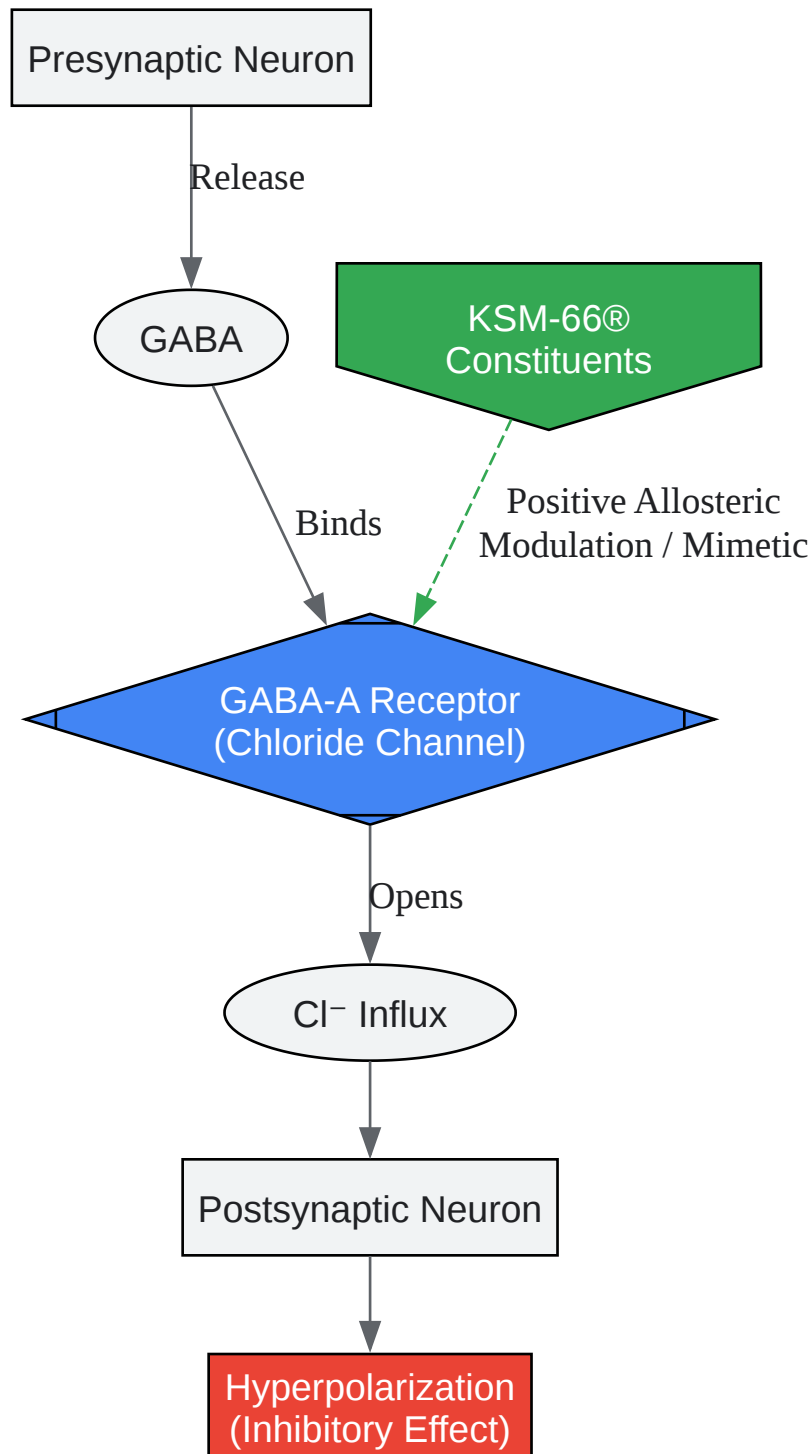 Presynaptic Neuron
Release
GABA
KSM-66®
Constituents
Binds
Positive Allosteric
Modulation / Mimetic
GABA-A Receptor
(Chloride Channel)
Opens
Cl⁻ Influx
Postsynaptic Neuron
Hyperpolarization
(Inhibitory Effect)